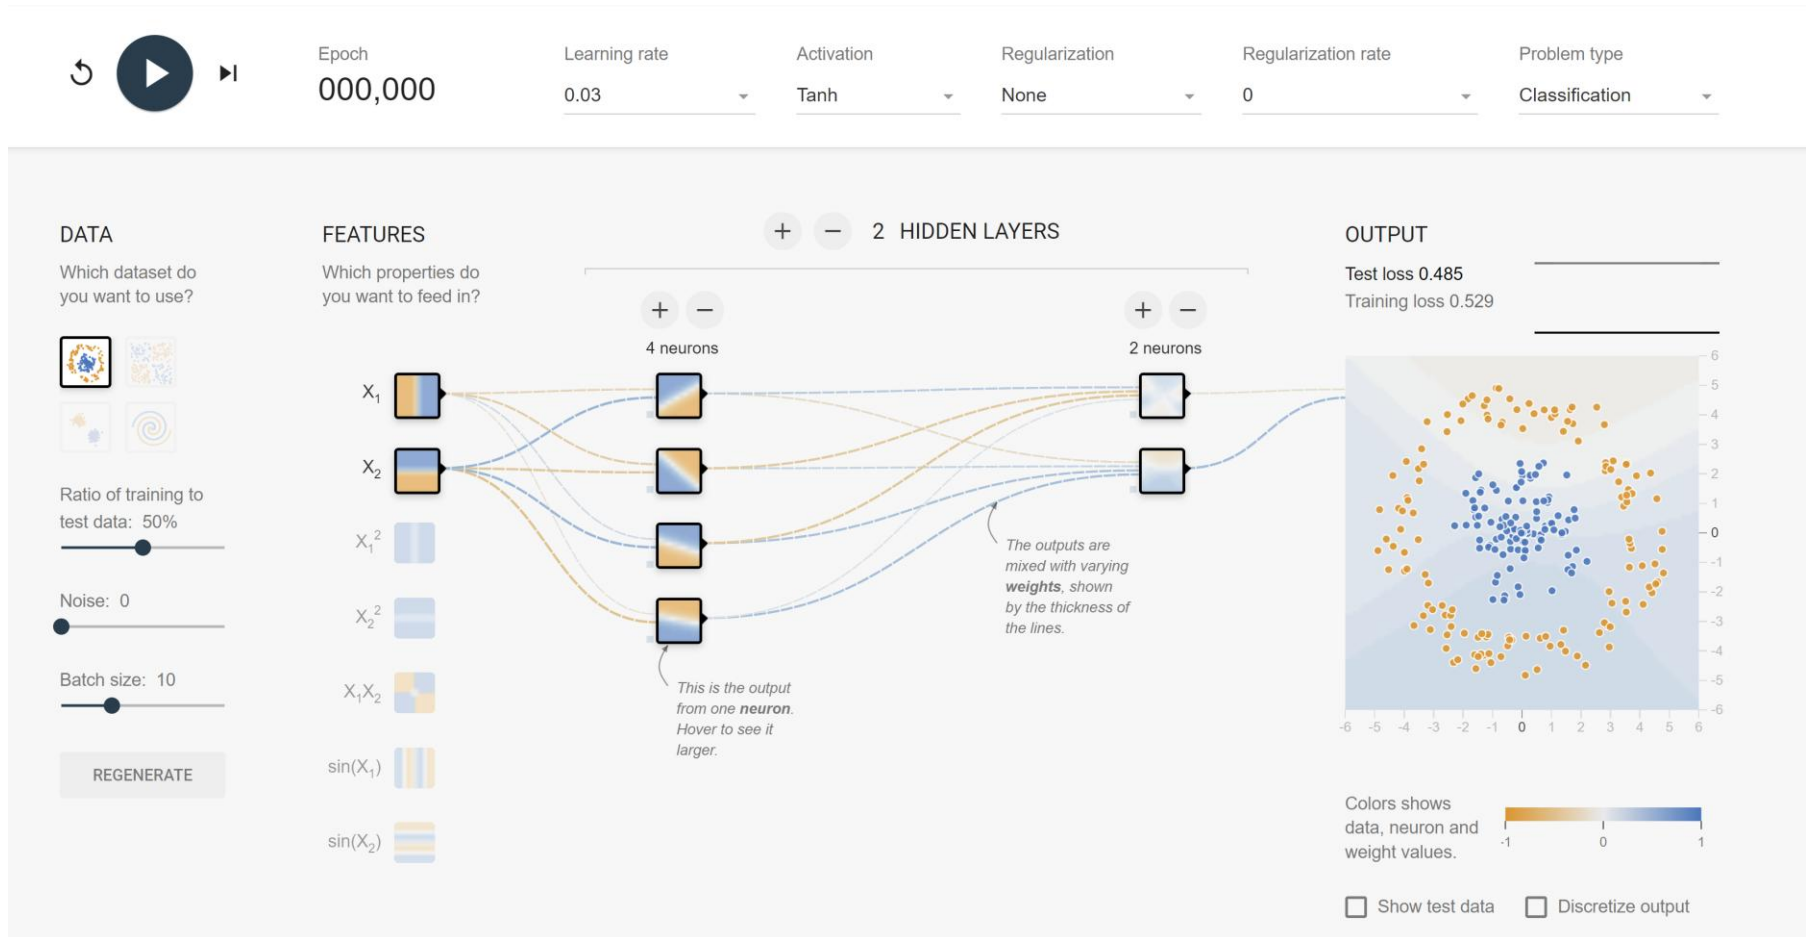 Epoch
000,000
Learning rate
0.03
Activation
Tanh
Regularization
None
Regularization rate
0
Problem type
Classification
DATA
Which dataset do
you want to use?
Ratio of training to
test data: 50%
Noise: 0
Batch size: 10
REGENERATE
FEATURES
Which properties do
you want to feed in?
X1
X2
X1²
X2²
X1X2
sin(X1)
sin(X2)
+ − 2 HIDDEN LAYERS
+ −
4 neurons
+ −
2 neurons
This is the output
from one neuron.
Hover to see it
larger.
The outputs are
mixed with varying
weights, shown
by the thickness of
the lines.
OUTPUT
Test loss 0.485
Training loss 0.529
6
5
4
3
2
1
0
-1
-2
-3
-4
-5
-6
-6 -5 -4 -3 -2 -1 0 1 2 3 4 5 6
Colors shows
data, neuron and
weight values.
-1 0 1
Show test data
Discretize output